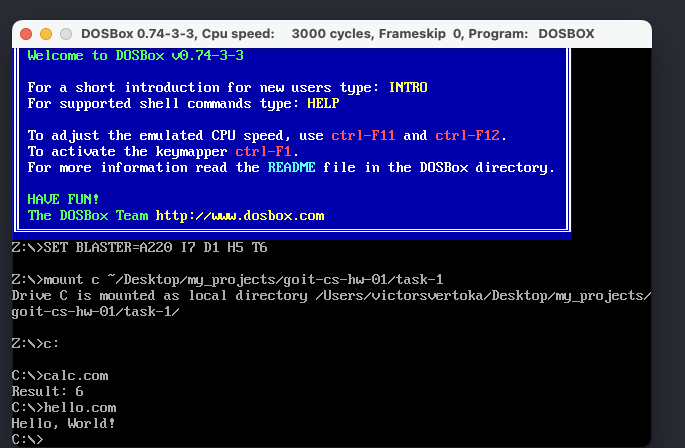 DOSBox 0.74-3-3, Cpu speed: 3000 cycles, Frameskip 0, Program: DOSBOX
Welcome to DOSBox v0.74-3-3
For a short introduction for new users type: INTRO
For supported shell commands type: HELP
To adjust the emulated CPU speed, use ctrl-F11 and ctrl-F12.
To activate the keymapper ctrl-F1.
For more information read the README file in the DOSBox directory.
HAVE FUN!
The DOSBox Team http://www.dosbox.com
Z:\>SET BLASTER=A220 I7 D1 H5 T6
Z:\>mount c ~/Desktop/my_projects/goit-cs-hw-01/task-1
Drive C is mounted as local directory /Users/victorsvertoka/Desktop/my_projects/
goit-cs-hw-01/task-1/
Z:\>c:
C:\>calc.com
Result: 6
C:\>hello.com
Hello, World!
C:\>